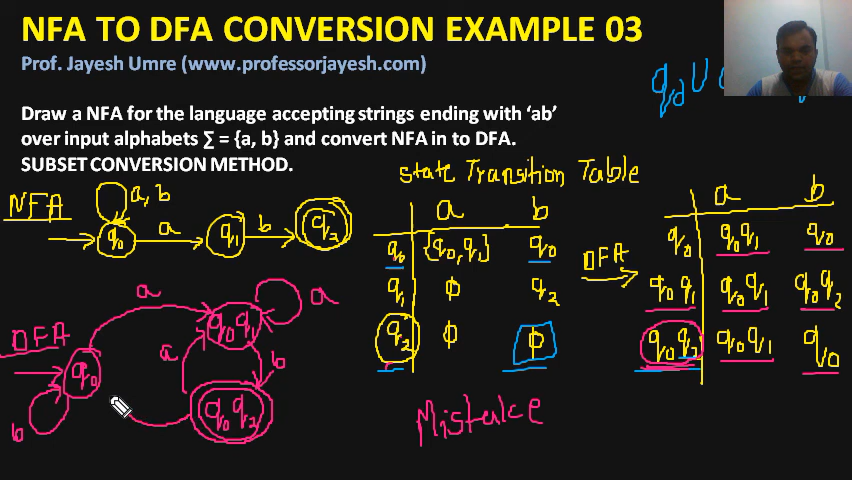 NFA TO DFA CONVERSION EXAMPLE 03
Prof. Jayesh Umre (www.professorjayesh.com)
q0 U
Draw a NFA for the language accepting strings ending with ‘ab’
over input alphabets ∑ = {a, b} and convert NFA in to DFA.
SUBSET CONVERSION METHOD.
State Transition Table
NFA
a, b
q0 a q1 b q2
a b
q0 {q0, q1} q0
q1 ϕ q2
q2 ϕ ϕ
DFA
a b
q0 q0q1 q0
q0q1 q0q1 q0q2
q0q2 q0q1 q0
DFA
a
q0q1 a
a b
q0
b
q0q2
Mistake